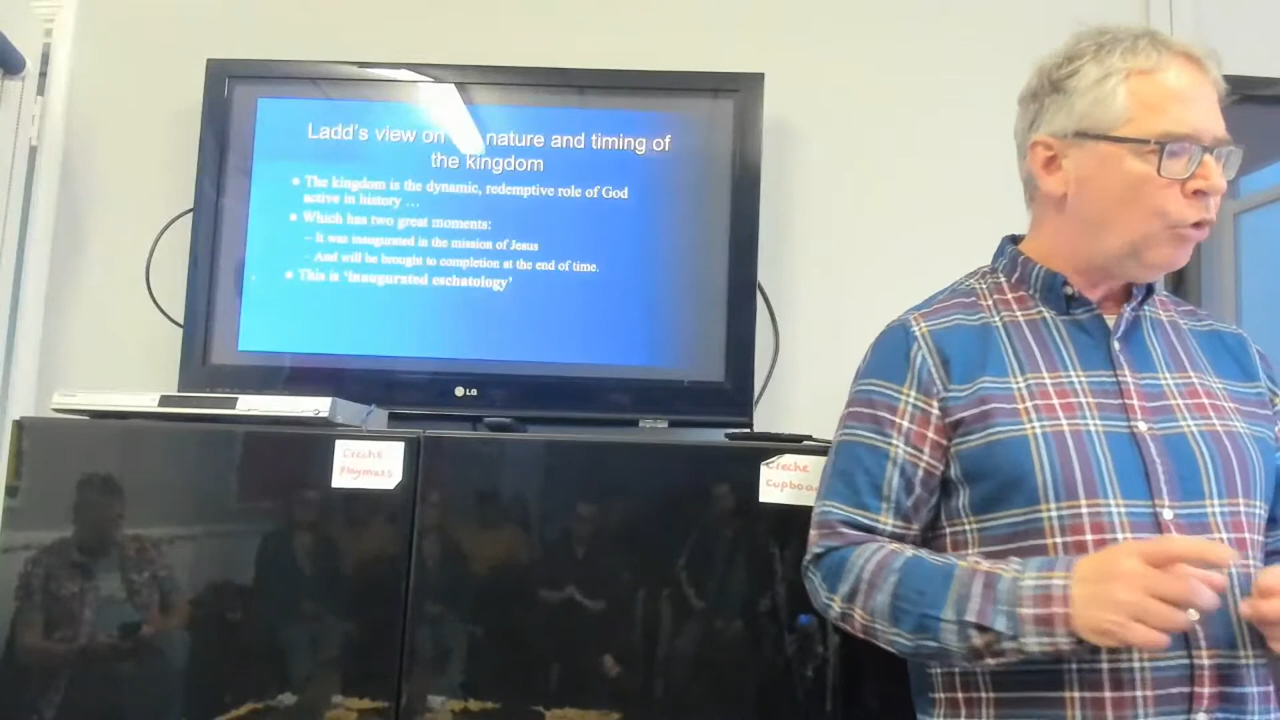 Ladd's view on nature and timing of
the kingdom
• The kingdom is the dynamic, redemptive role of God
active in history ...
• Which has two great moments:
– It was inaugurated in the mission of Jesus
– And will be brought to completion at the end of time.
• This is 'inaugurated eschatology'
LG
Creche
Playmats
Creche